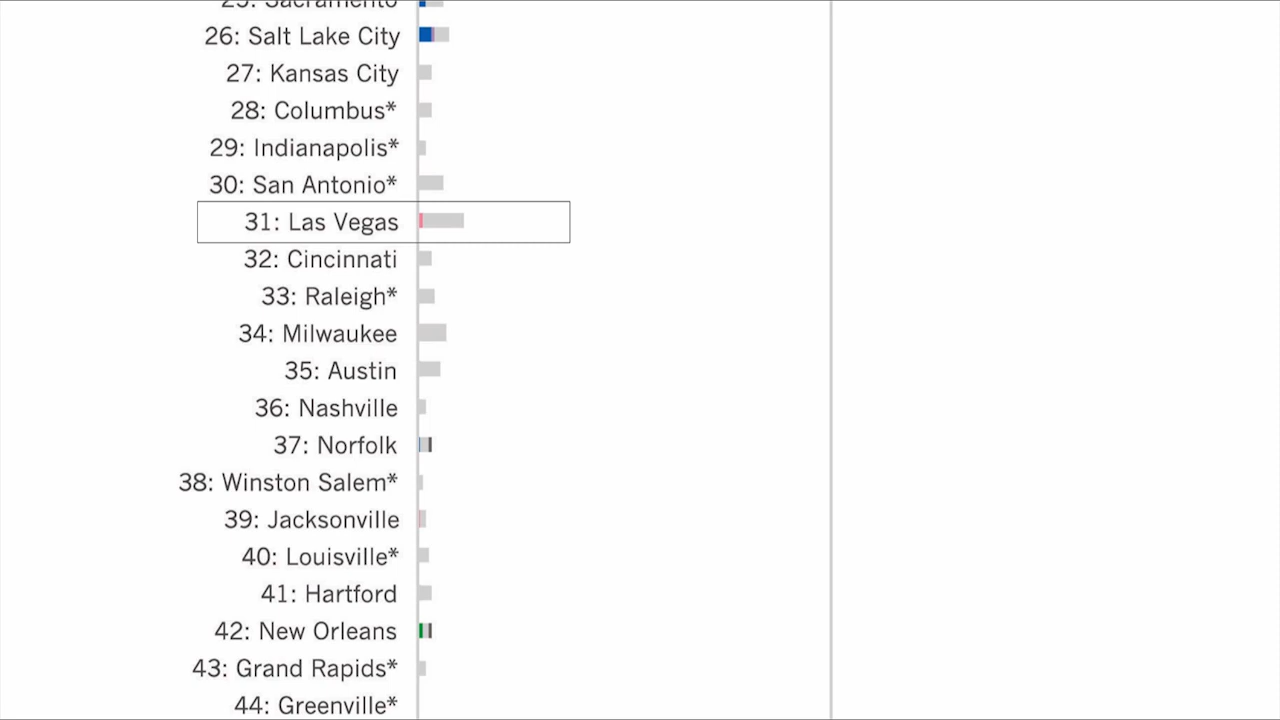 25: Sacramento
26: Salt Lake City
27: Kansas City
28: Columbus*
29: Indianapolis*
30: San Antonio*
31: Las Vegas
32: Cincinnati
33: Raleigh*
34: Milwaukee
35: Austin
36: Nashville
37: Norfolk
38: Winston Salem*
39: Jacksonville
40: Louisville*
41: Hartford
42: New Orleans
43: Grand Rapids*
44: Greenville*